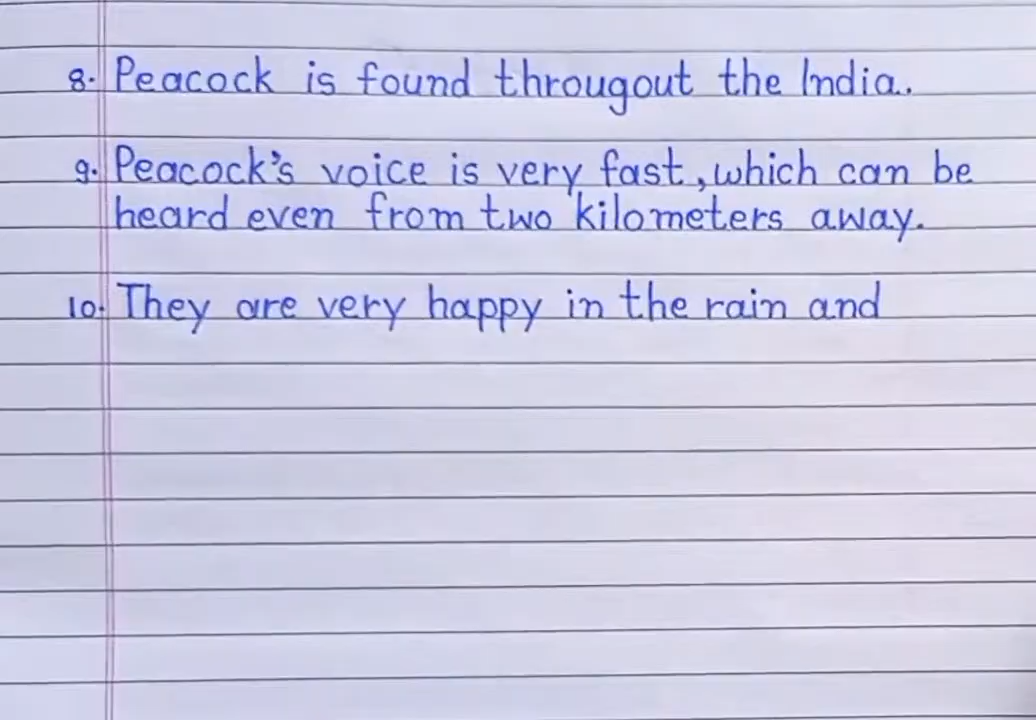 8. Peacock is found througout the India.
9. Peacock's voice is very fast, which can be
heard even from two kilometers away.
10. They are very happy in the rain and